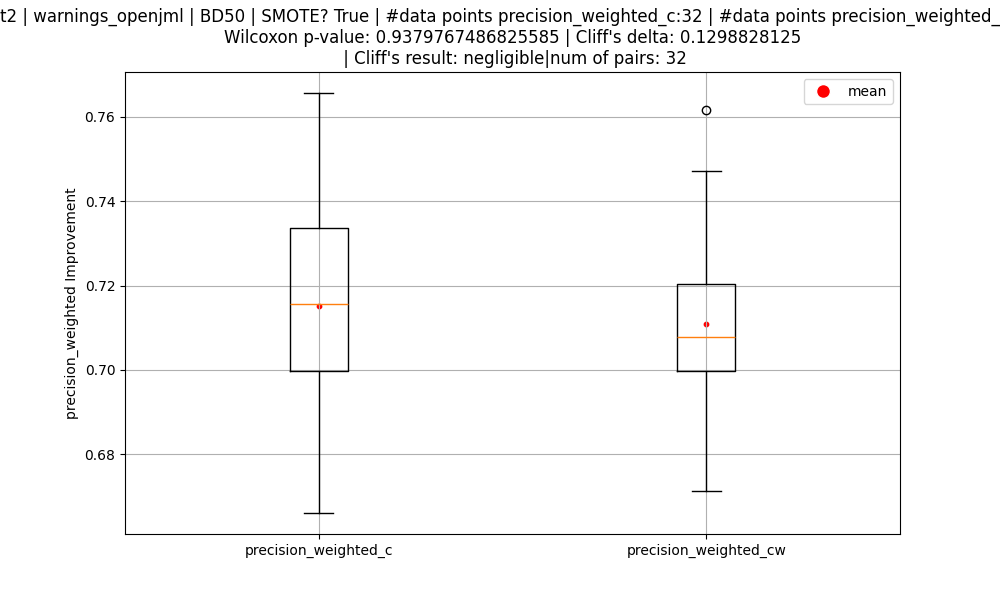 t2 | warnings_openjml | BD50 | SMOTE? True | #data points precision_weighted_c:32 | #data points precision_weighted_
Wilcoxon p-value: 0.9379767486825585 | Cliff's delta: 0.1298828125
| Cliff's result: negligible|num of pairs: 32
mean
0.76
0.74
0.72
0.70
0.68
precision_weighted Improvement
precision_weighted_c
precision_weighted_cw